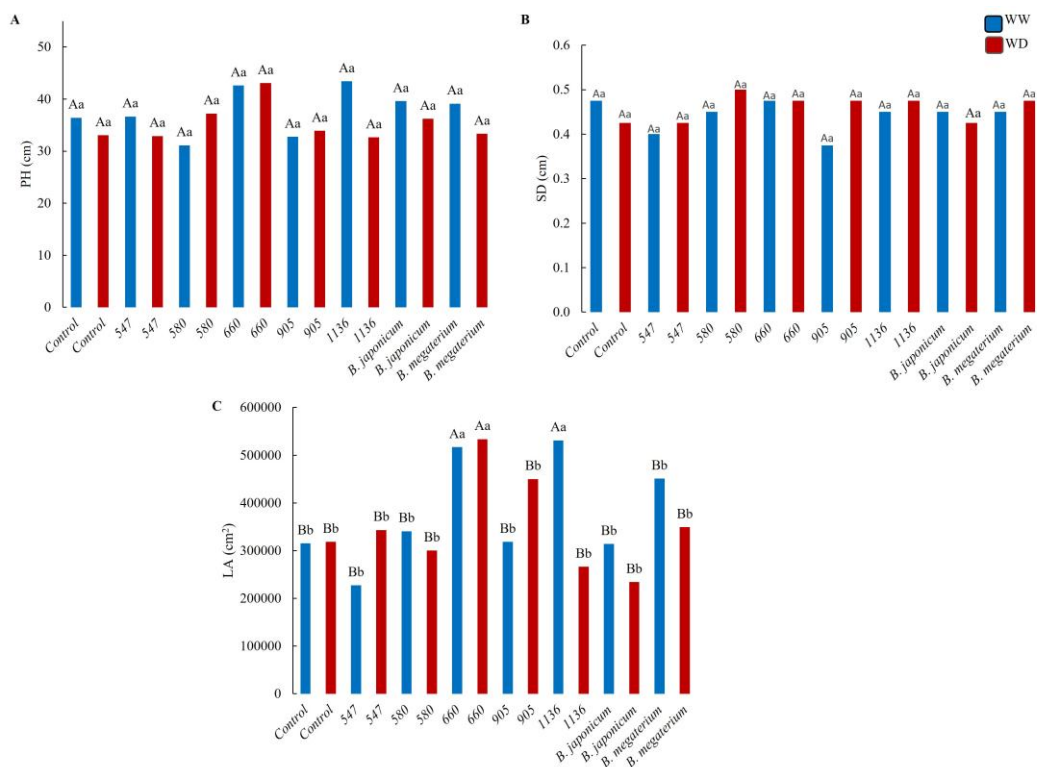 A
PH (cm)
50
40
30
20
10
0
Aa Aa Aa Aa Aa Aa Aa Aa Aa Aa Aa Aa Aa Aa Aa Aa
Control Control 547 547 580 580 660 660 905 905 1136 1136 B. japonicum B. japonicum B. megaterium B. megaterium
B
WW
WD
SD (cm)
0.6
0.5
0.4
0.3
0.2
0.1
0.0
Aa Aa Aa Aa Aa Aa Aa Aa Aa Aa Aa Aa Aa Aa Aa Aa
Control Control 547 547 580 580 660 660 905 905 1136 1136 B. japonicum B. japonicum B. megaterium B. megaterium
C
LA (cm²)
600000
500000
400000
300000
200000
100000
0
Bb Bb Bb Bb Bb Bb Aa Aa Bb Bb Aa Bb Bb Bb Bb Bb
Control Control 547 547 580 580 660 660 905 905 1136 1136 B. japonicum B. japonicum B. megaterium B. megaterium